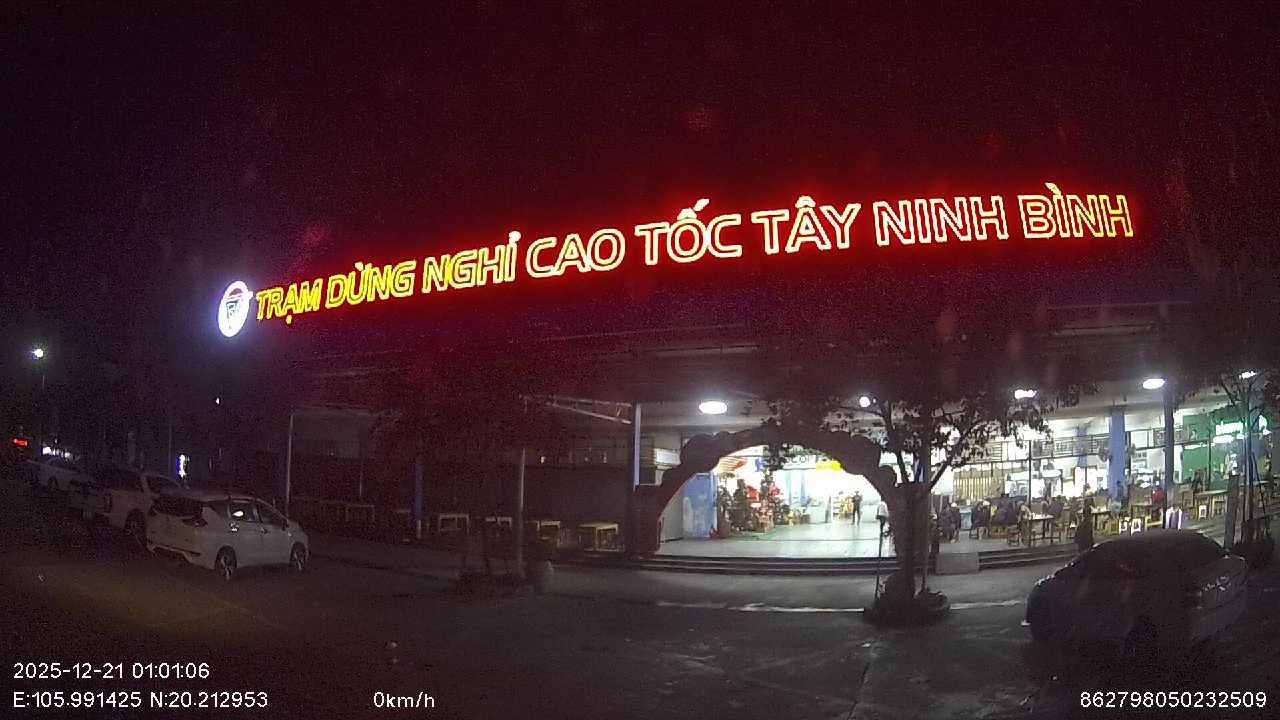 TRẠM DỪNG NGHỈ CAO TỐC TÂY NINH BÌNH
2025-12-21 01:01:06
E:105.991425 N:20.212953 0km/h 862798050232509